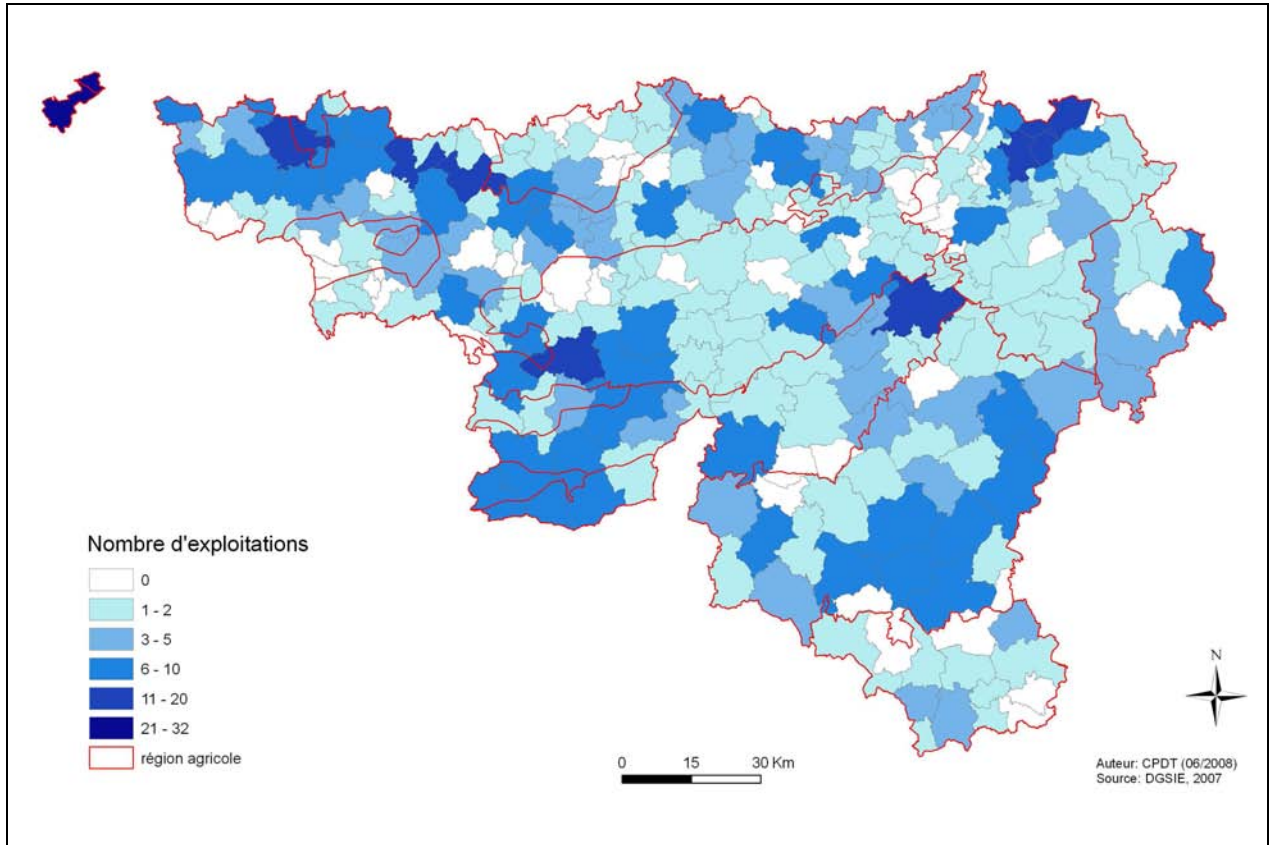 Nombre d'exploitations
0
1 - 2
3 - 5
6 - 10
11 - 20
21 - 32
région agricole
0 15 30 Km
N
Auteur: CPDT (06/2008)
Source: DGSIE, 2007